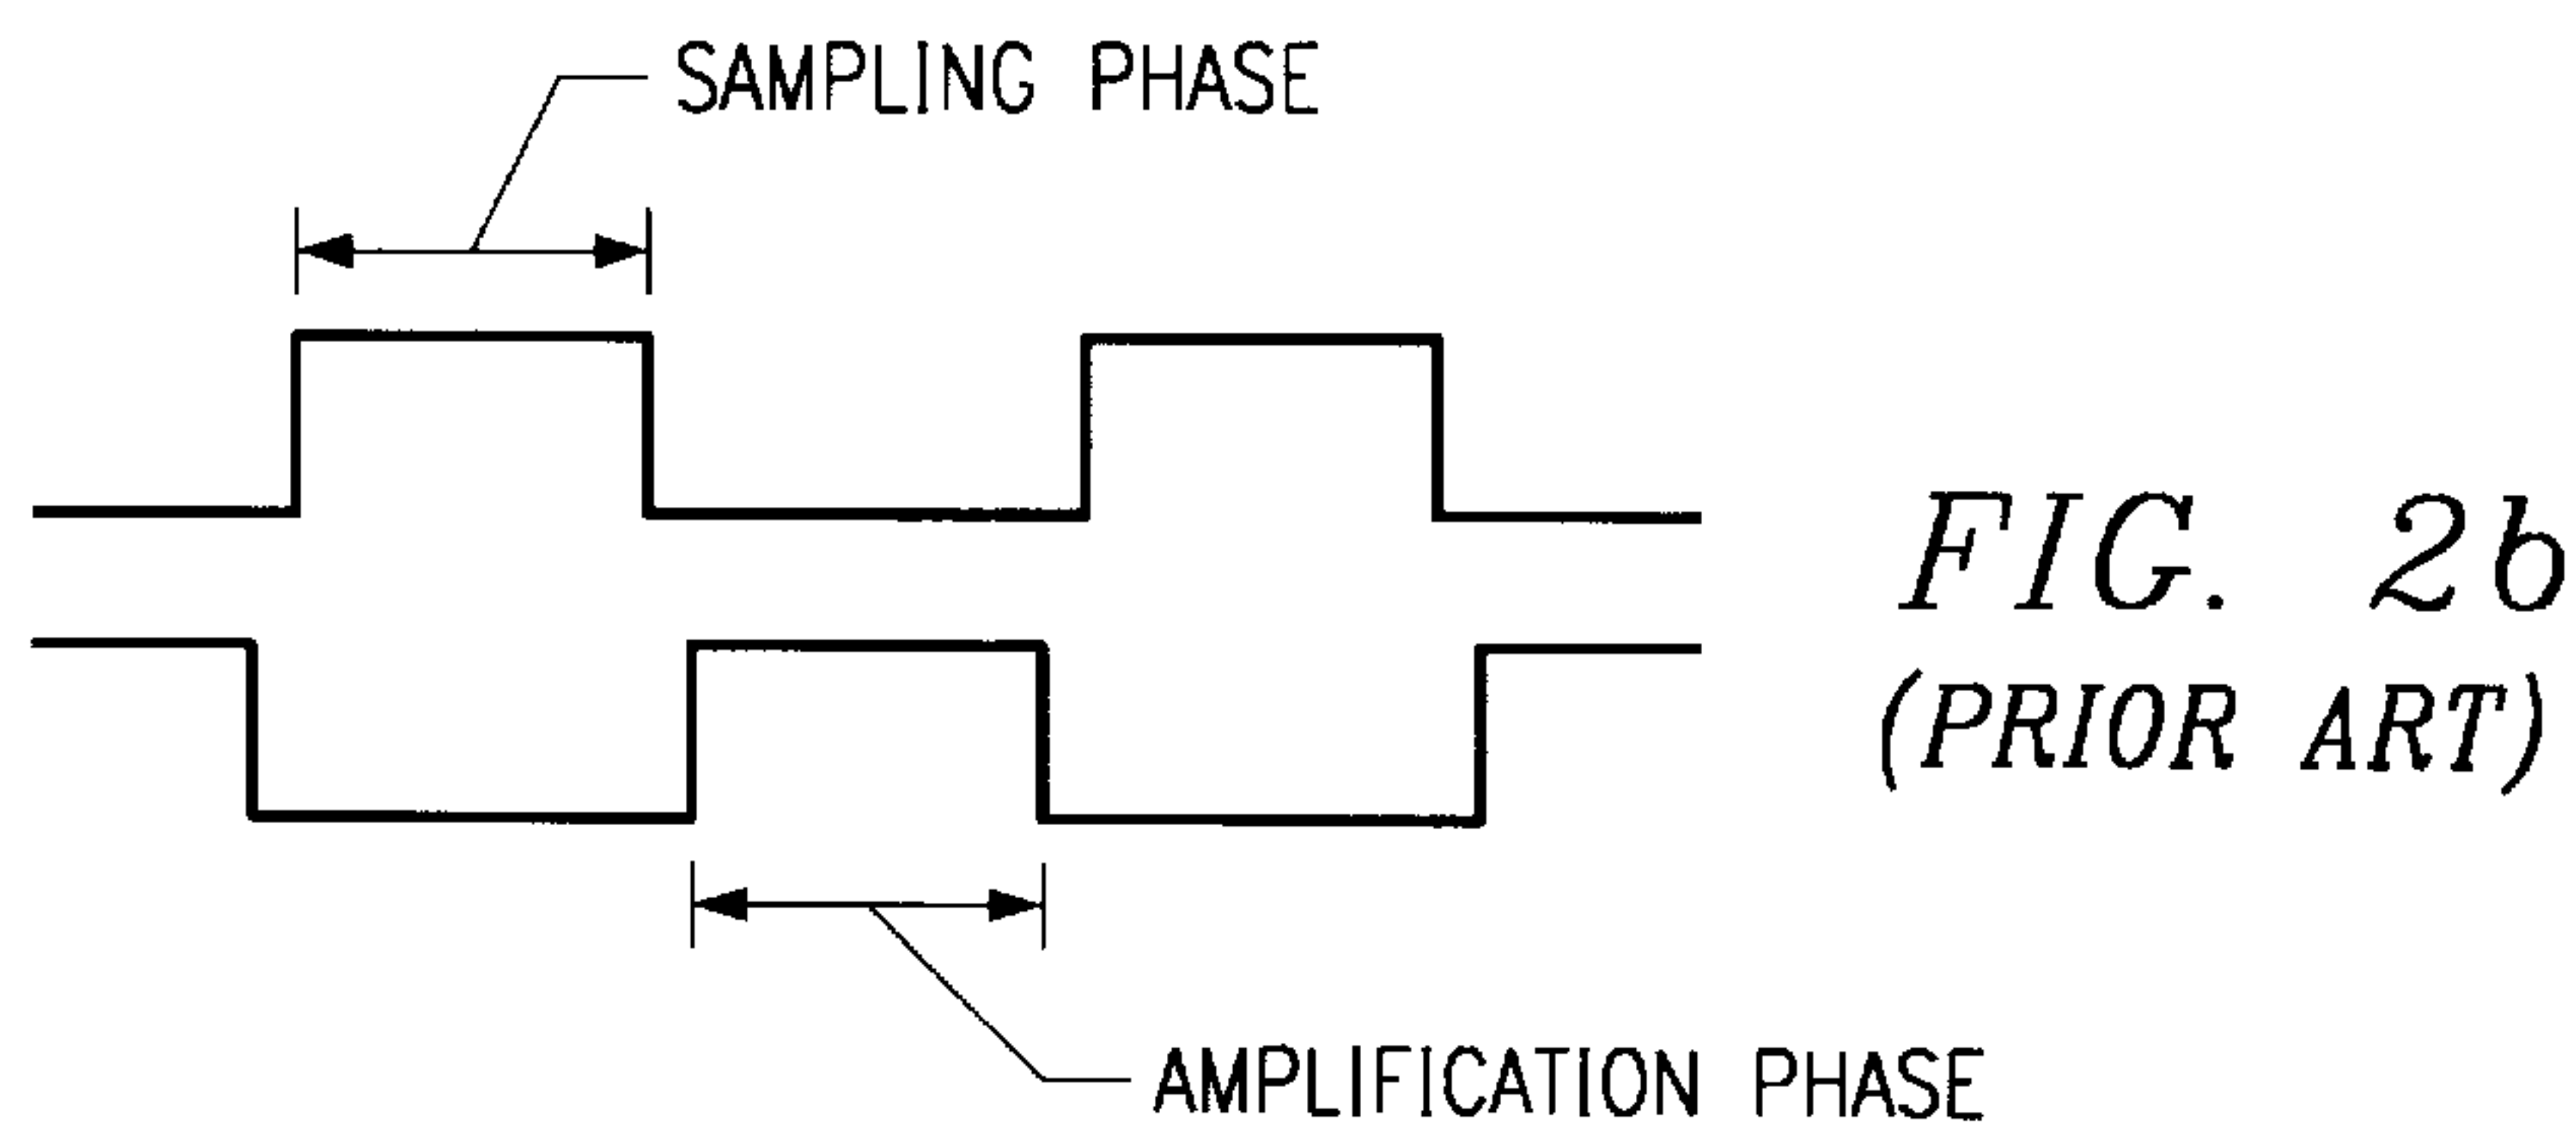 SAMPLING PHASE
FIG. 2b
(PRIOR ART)
AMPLIFICATION PHASE